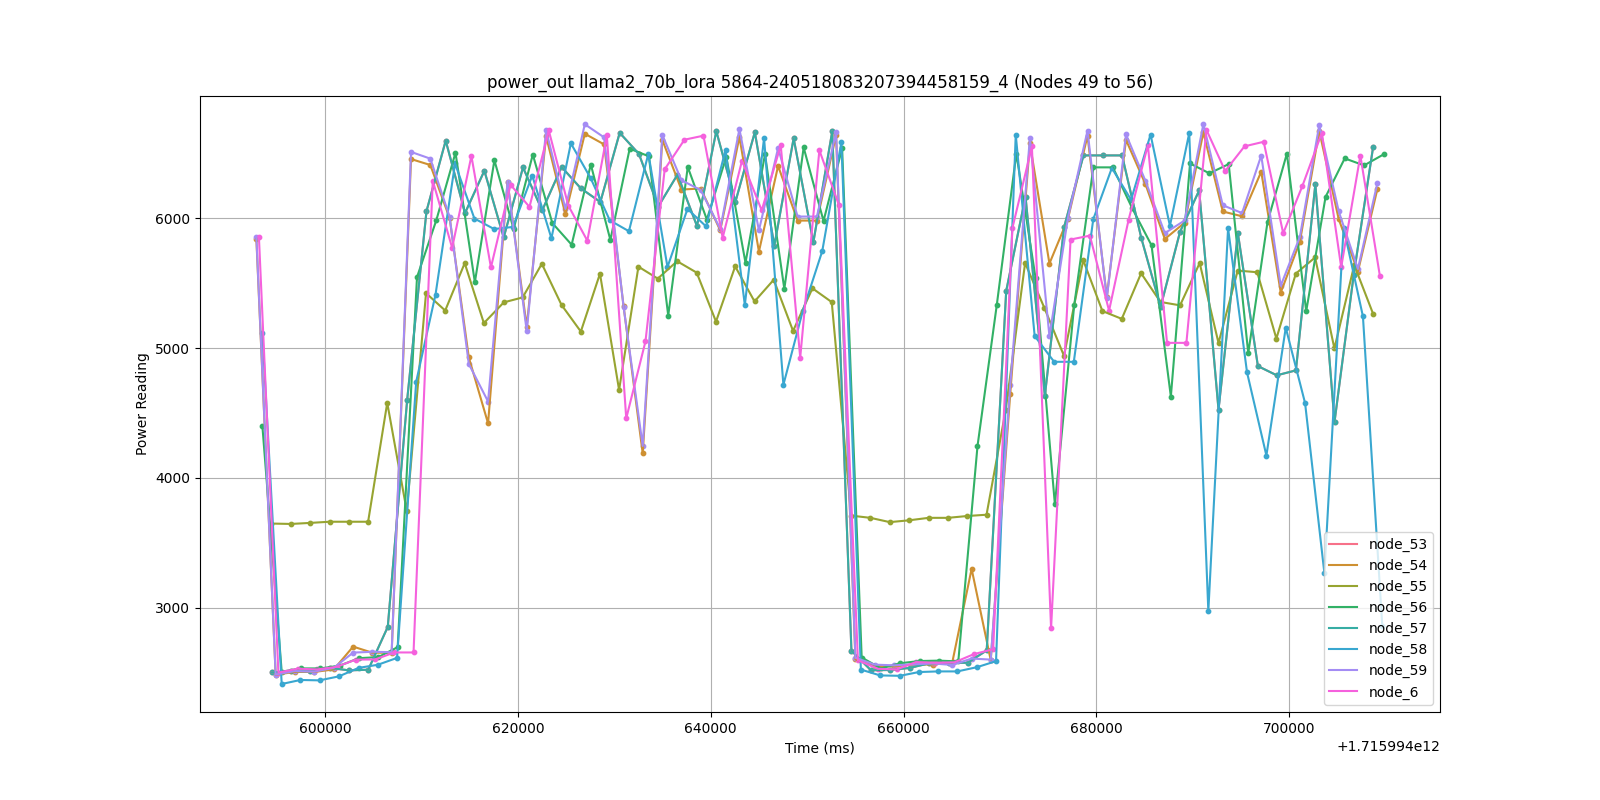 power_out llama2_70b_lora 5864-240518083207394458159_4 (Nodes 49 to 56)
Power Reading
6000
5000
4000
3000
node_53
node_54
node_55
node_56
node_57
node_58
node_59
node_6
600000 620000 640000 660000 680000 700000
Time (ms)
+1.715994e12